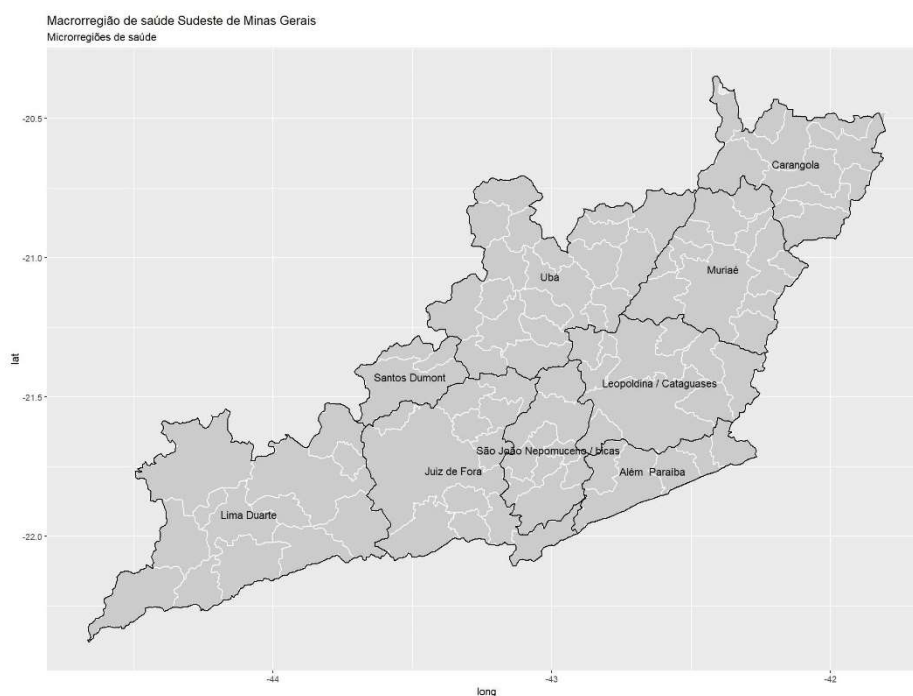 Macrorregião de saúde Sudeste de Minas Gerais
Microrregiões de saúde
-20.5
Carangola
-21.0
Ubá
Muriaé
Santos Dumont
Leopoldina / Cataguases
-21.5
São João Nepomuceno / bicas
Juiz de Fora
Além Paraíba
Lima Duarte
-22.0
lat
-44
-43
-42
long